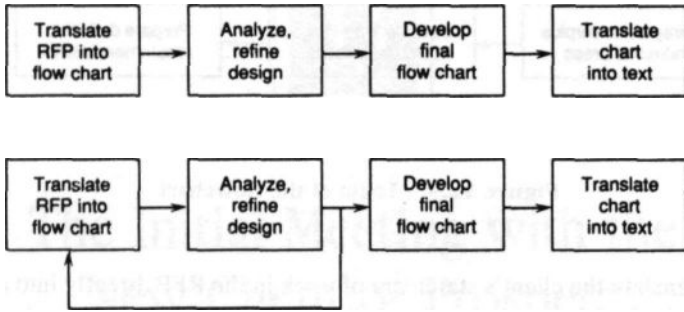 Translate
RFP into
flow chart
Analyze,
refine
design
Develop
final
flow chart
Translate
chart
into text
Translate
RFP into
flow chart
Analyze,
refine
design
Develop
final
flow chart
Translate
chart
into text